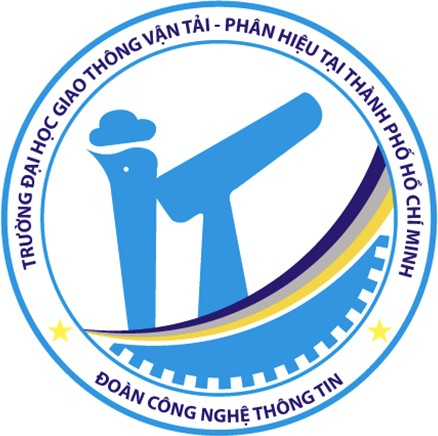 TRƯỜNG ĐẠI HỌC GIAO THÔNG VẬN TẢI - PHÂN HIỆU TẠI THÀNH PHỐ HỒ CHÍ MINH
ĐOÀN CÔNG NGHỆ THÔNG TIN